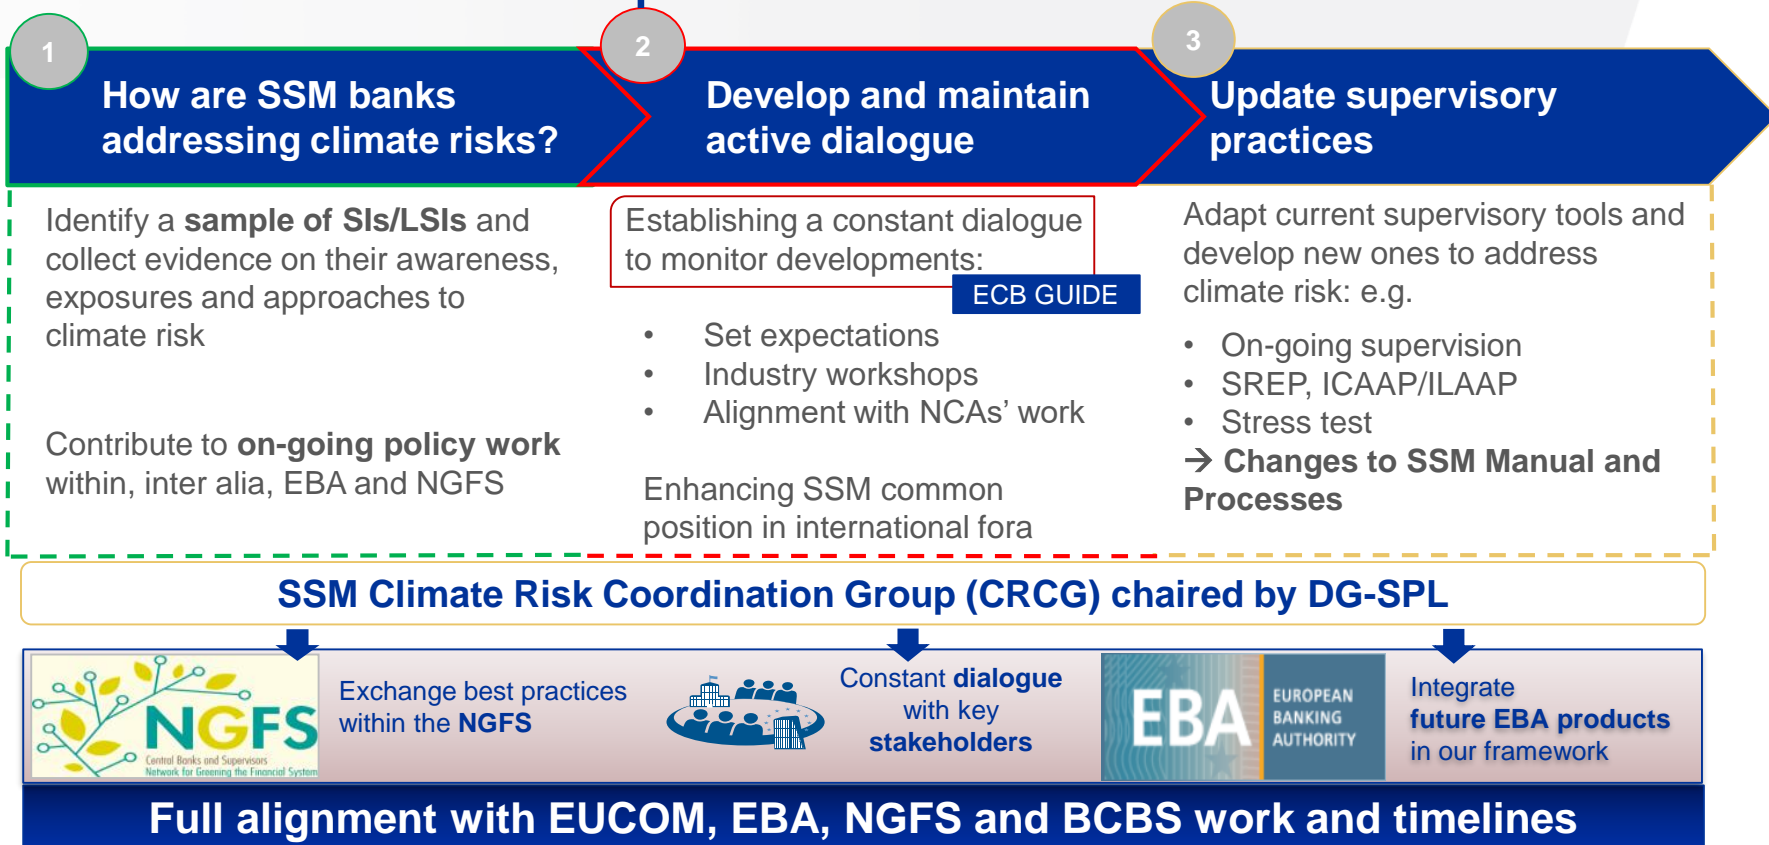 1
How are SSM banks
addressing climate risks?
2
Develop and maintain
active dialogue
3
Update supervisory
practices
Identify a sample of SIs/LSIs and
collect evidence on their awareness,
exposures and approaches to
climate risk
Contribute to on-going policy work
within, inter alia, EBA and NGFS
Establishing a constant dialogue
to monitor developments:
ECB GUIDE
• Set expectations
• Industry workshops
• Alignment with NCAs’ work
Enhancing SSM common
position in international fora
Adapt current supervisory tools and
develop new ones to address
climate risk: e.g.
• On-going supervision
• SREP, ICAAP/ILAAP
• Stress test
→ Changes to SSM Manual and
Processes
SSM Climate Risk Coordination Group (CRCG) chaired by DG-SPL
NGFS
Central Banks and Supervisors
Network for Greening the Financial System
Exchange best practices
within the NGFS
Constant dialogue
with key
stakeholders
EBA
EUROPEAN
BANKING
AUTHORITY
Integrate
future EBA products
in our framework
Full alignment with EUCOM, EBA, NGFS and BCBS work and timelines